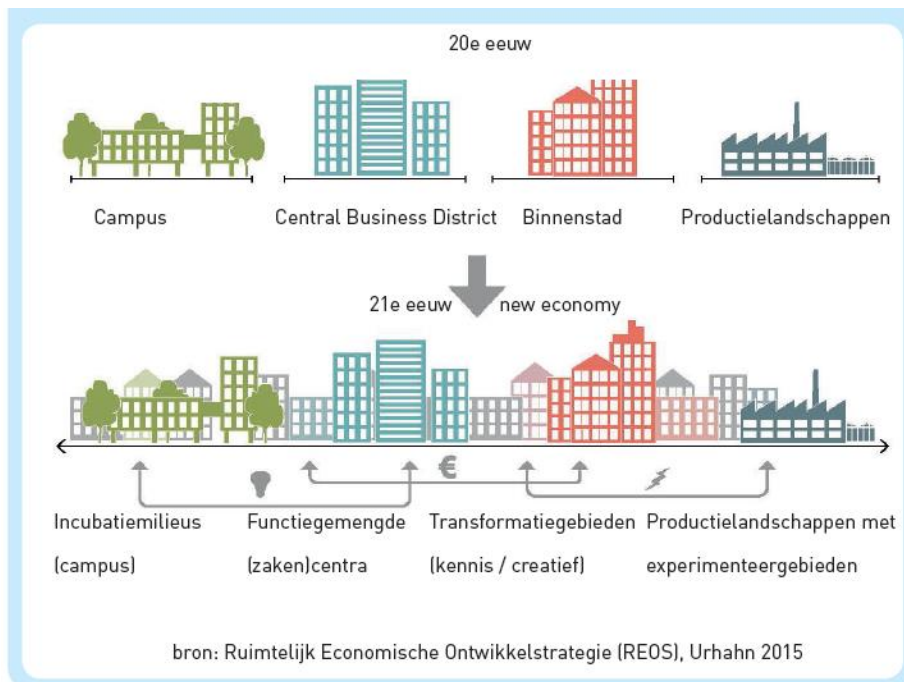 20e eeuw
Campus
Central Business District
Binnenstad
Productielandschappen
21e eeuw new economy
€
Incubatiemilieus
(campus)
Functiegemengde
(zaken)centra
Transformatiegebieden
(kennis / creatief)
Productielandschappen met
experimenteergebieden
bron: Ruimtelijk Economische Ontwikkelstrategie (REOS), Urhahn 2015